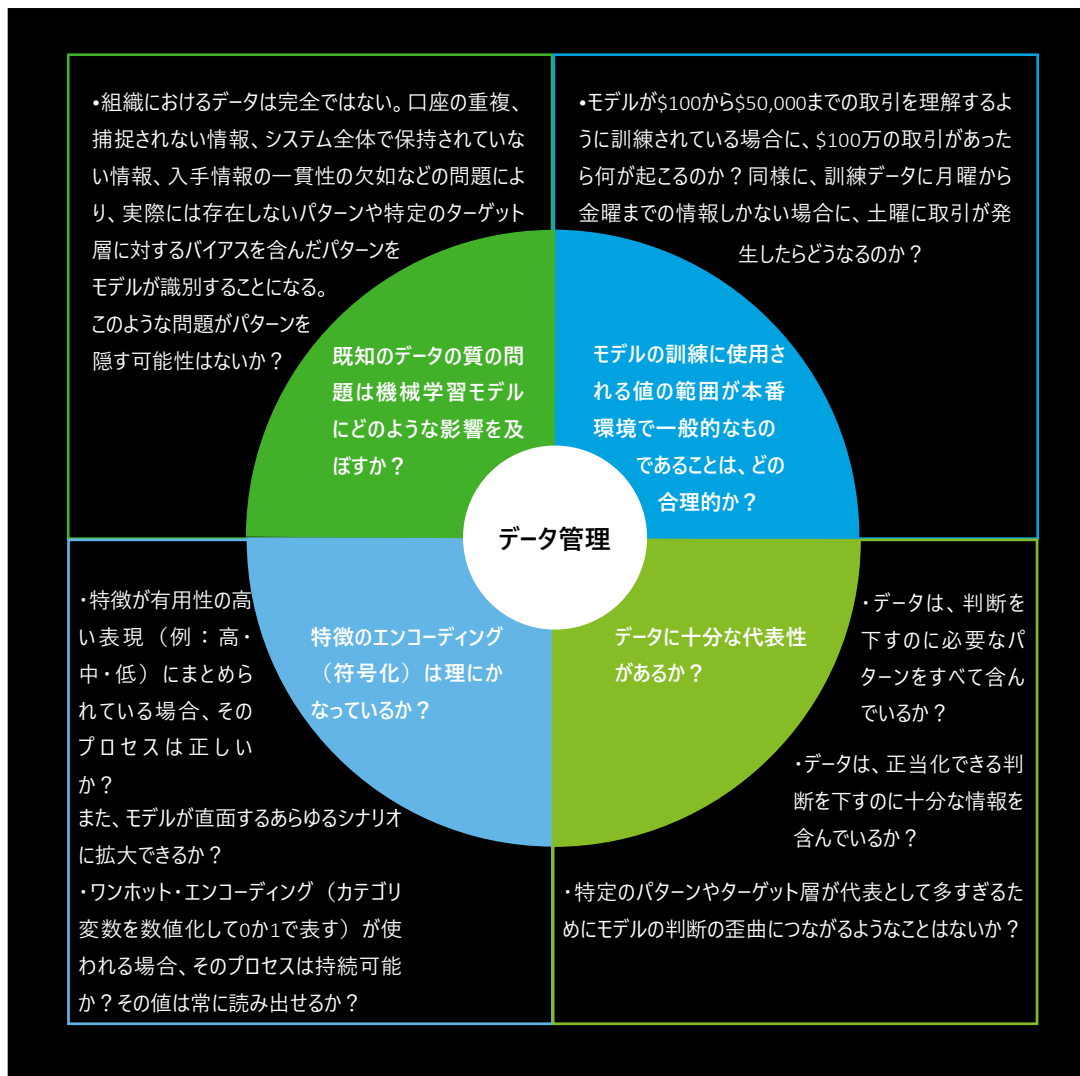 •組織におけるデータは完全ではない。口座の重複、
捕捉されない情報、システム全体で保持されていな
い情報、入手情報の一貫性の欠如などの問題によ
り、実際には存在しないパターンや特定のターゲット
層に対するバイアスを含んだパターンを
モデルが識別することになる。
このような問題がパターンを
隠す可能性はないか？
•モデルが$100から$50,000までの取引を理解するよ
うに訓練されている場合に、$100万の取引があった
ら何が起こるのか？同様に、訓練データに月曜から
金曜までの情報しかない場合に、土曜に取引が発
生したらどうなるのか？
既知のデータの質の問
題は機械学習モデル
にどのような影響を及
ぼすか？
モデルの訓練に使用さ
れる値の範囲が本番
環境で一般的なもの
であることは、どの
合理的か？
データ管理
特徴のエンコーディング
（符号化）は理にか
なっているか？
データに十分な代表性
があるか？
・特徴が有用性の高
い表現（例：高・
中・低）にまとめら
れている場合、その
プロセスは正しい
か？
また、モデルが直面するあらゆるシナリオ
に拡大できるか？
・ワンホット・エンコーディング（カテゴリ
変数を数値化して0か1で表す）が使
われる場合、そのプロセスは持続可能
か？その値は常に読み出せるか？
・データは、判断を
下すのに必要なパ
ターンをすべて含ん
でいるか？
・データは、正当化できる判
断を下すのに十分な情報を
含んでいるか？
・特定のパターンやターゲット層が代表として多すぎるた
めにモデルの判断の歪曲につながるようなことはないか？